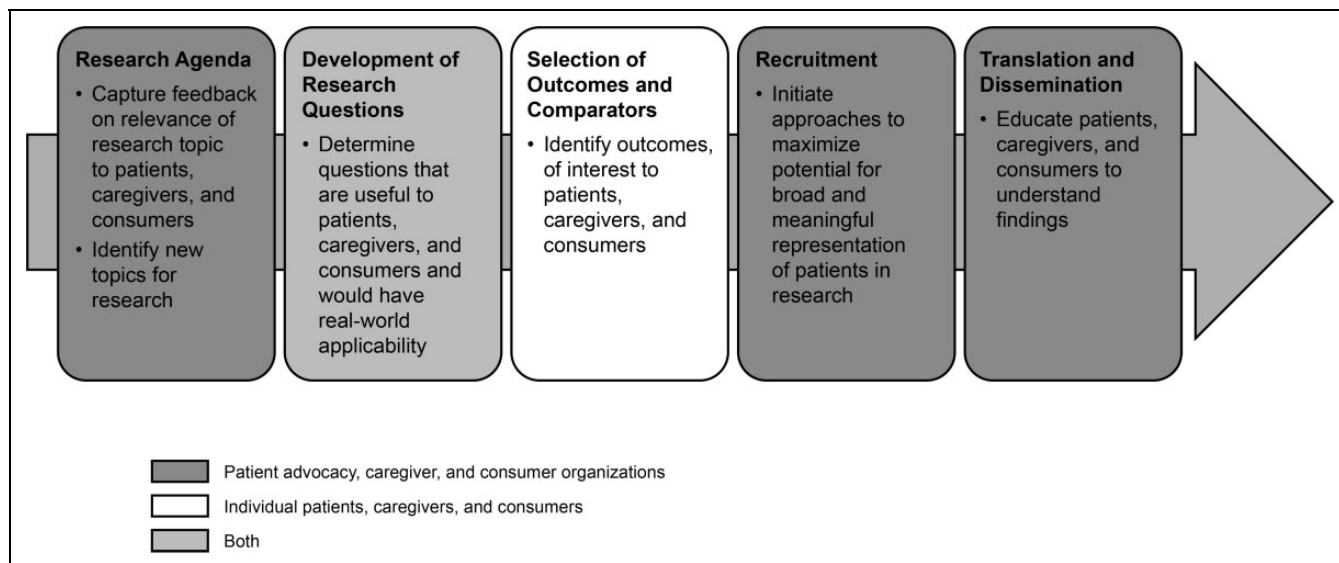 Research Agenda
• Capture feedback
on relevance of
research topic
to patients,
caregivers, and
consumers
• Identify new
topics for
research
Development of
Research
Questions
• Determine
questions that
are useful to
patients,
caregivers, and
consumers and
would have
real-world
applicability
Selection of
Outcomes and
Comparators
• Identify outcomes,
of interest to
patients,
caregivers, and
consumers
Recruitment
• Initiate
approaches to
maximize
potential for
broad and
meaningful
representation
of patients in
research
Translation and
Dissemination
• Educate patients,
caregivers, and
consumers to
understand
findings
Patient advocacy, caregiver, and consumer organizations
Individual patients, caregivers, and consumers
Both